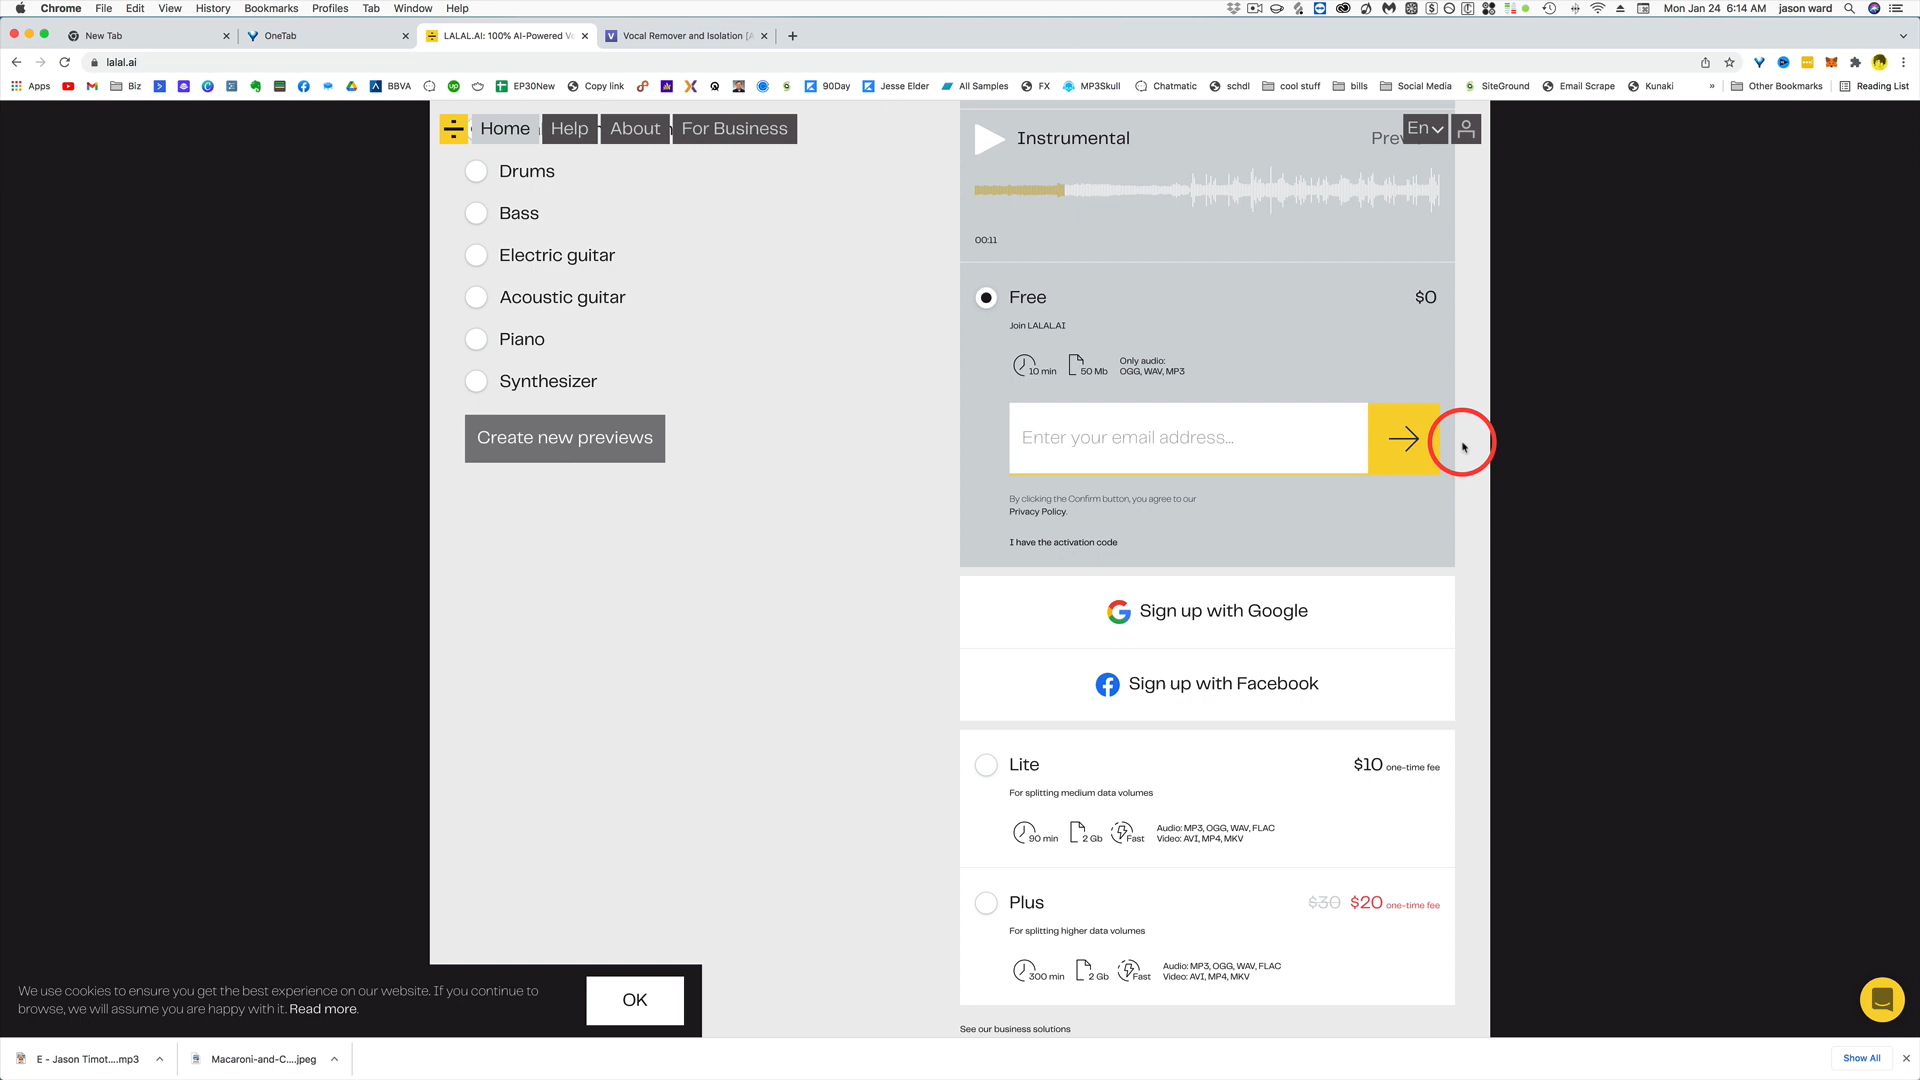 Chrome File Edit View History Bookmarks Profiles Tab Window Help
Mon Jan 24 6:14 AM jason ward
New Tab
OneTab
LALAL.AI: 100% AI-Powered Vo
Vocal Remover and Isolation [A
lalal.ai
Apps
Biz
BBVA
EP30New
Copy link
90Day
Jesse Elder
All Samples
FX
MP3Skull
Chatmatic
schdl
cool stuff
bills
Social Media
SiteGround
Email Scrape
Kunaki
»
Other Bookmarks
Reading List
Home
Help
About
For Business
En
Drums
Bass
Electric guitar
Acoustic guitar
Piano
Synthesizer
Create new previews
Instrumental
Prev
00:11
Free
$0
Join LALAL.AI
10 min
50 Mb
Only audio:
OGG, WAV, MP3
Enter your email address...
By clicking the Confirm button, you agree to our
Privacy Policy.
I have the activation code
Sign up with Google
Sign up with Facebook
Lite
$10 one-time fee
For splitting medium data volumes
90 min
2 Gb
Fast
Audio: MP3, OGG, WAV, FLAC
Video: AVI, MP4, MKV
Plus
$30 $20 one-time fee
For splitting higher data volumes
300 min
2 Gb
Fast
Audio: MP3, OGG, WAV, FLAC
Video: AVI, MP4, MKV
See our business solutions
We use cookies to ensure you get the best experience on our website. If you continue to
browse, we will assume you are happy with it. Read more.
OK
E - Jason Timot....mp3
Macaroni-and-C....jpeg
Show All